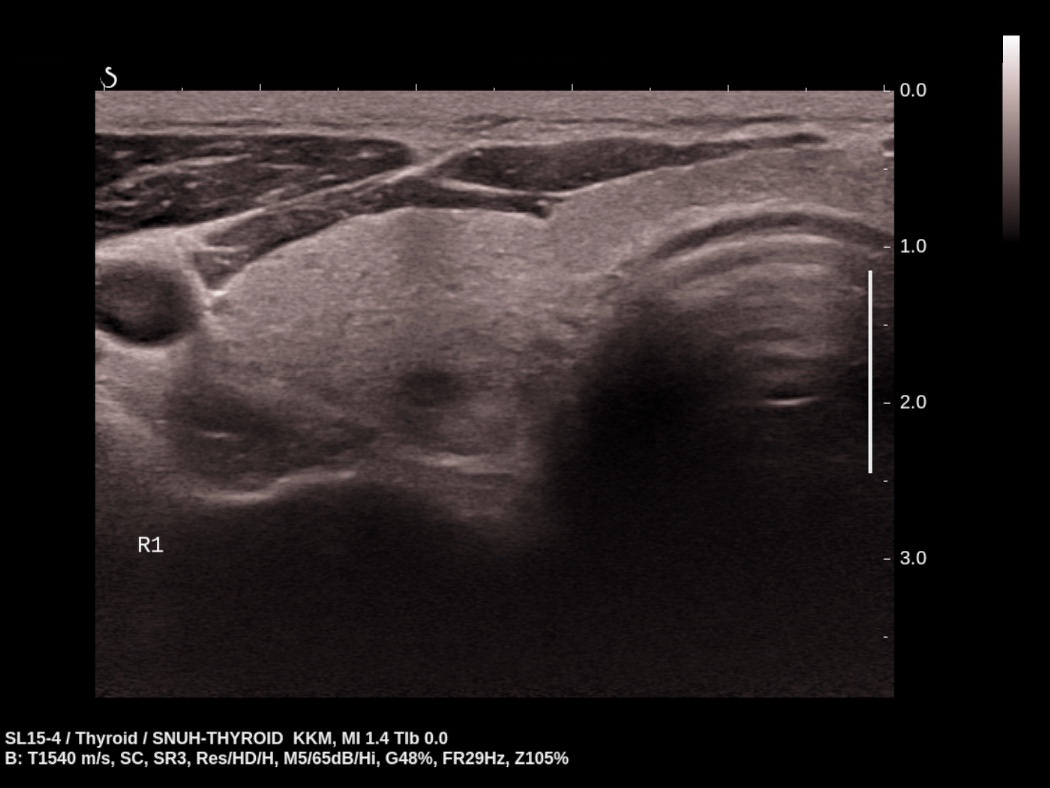 S
0.0
1.0
2.0
R1
3.0
SL15-4 / Thyroid / SNUH-THYROID KKM, MI 1.4 TIb 0.0
B: T1540 m/s, SC, SR3, Res/HD/H, M5/65dB/Hi, G48%, FR29Hz, Z105%